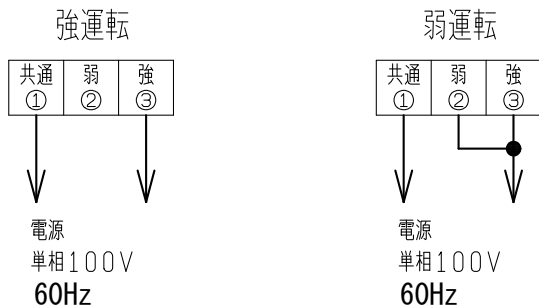 強運転
共通 弱 強
① ② ③
電源
単相100V
60Hz
弱運転
共通 弱 強
① ② ③
電源
単相100V
60Hz